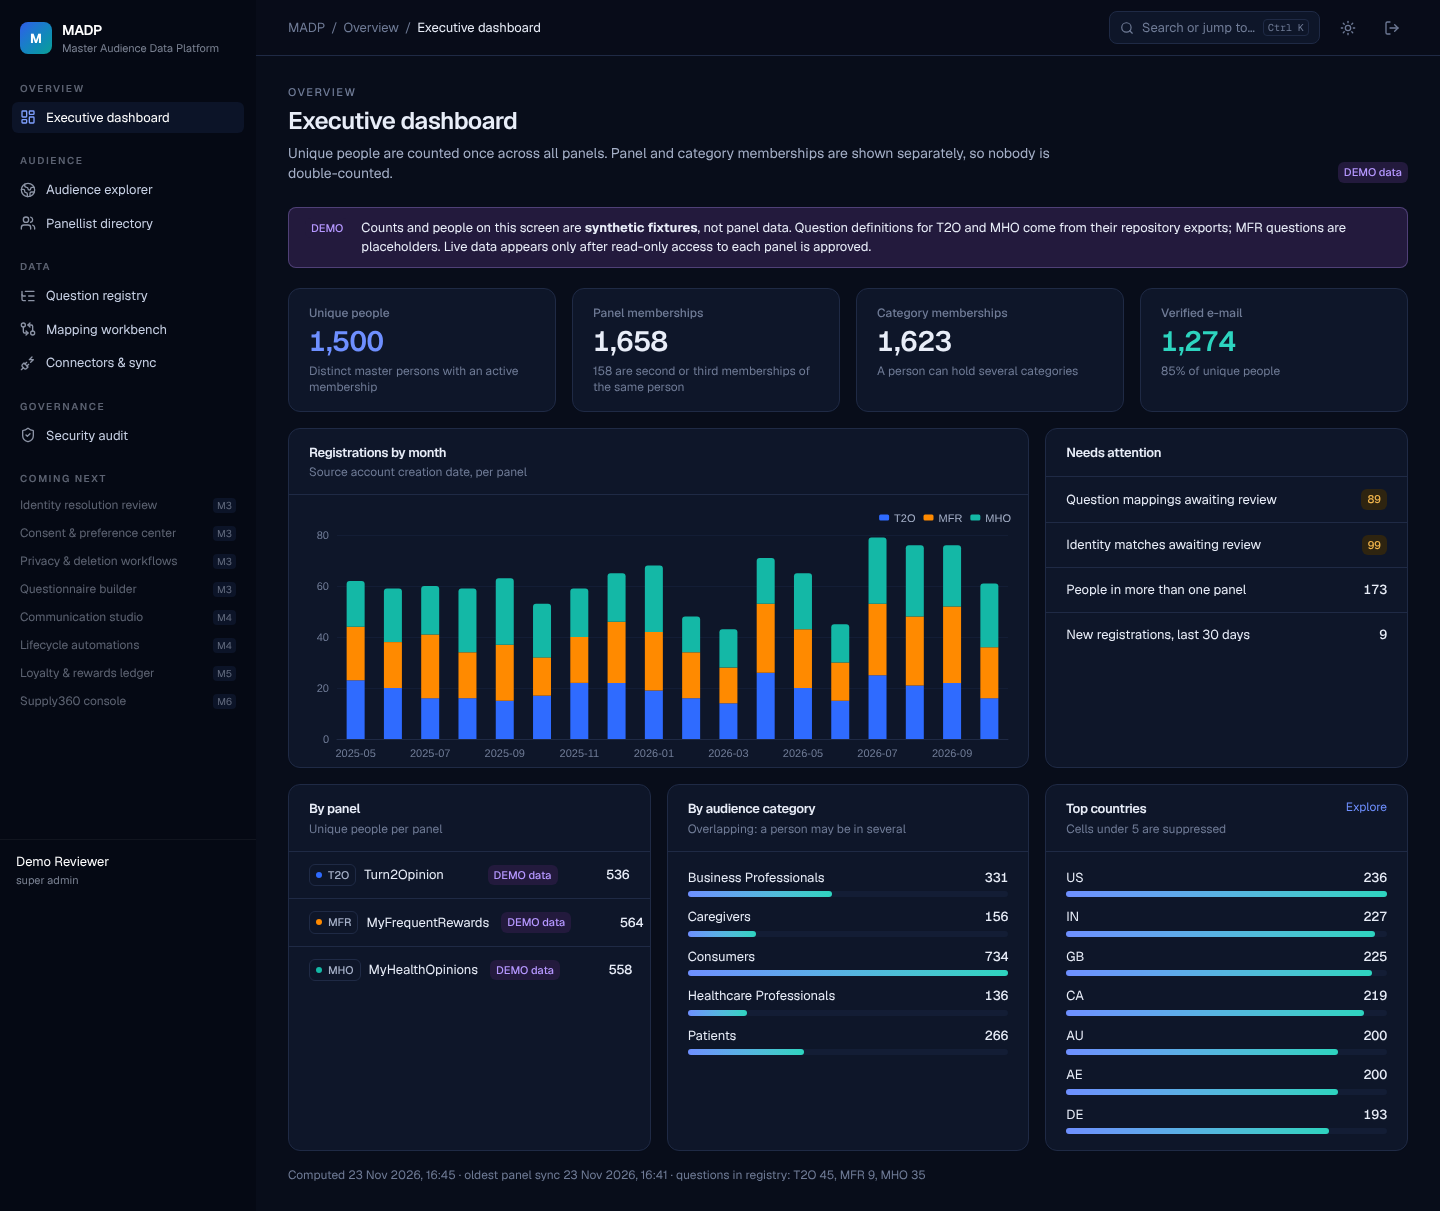 M
MADP
Master Audience Data Platform
OVERVIEW
Executive dashboard
AUDIENCE
Audience explorer
Panellist directory
DATA
Question registry
Mapping workbench
Connectors & sync
GOVERNANCE
Security audit
COMING NEXT
Identity resolution review M3
Consent & preference center M3
Privacy & deletion workflows M3
Questionnaire builder M3
Communication studio M4
Lifecycle automations M4
Loyalty & rewards ledger M5
Supply360 console M6
Demo Reviewer
super admin
MADP / Overview / Executive dashboard
Search or jump to... Ctrl K
OVERVIEW
Executive dashboard
Unique people are counted once across all panels. Panel and category memberships are shown separately, so nobody is
double-counted.
DEMO data
DEMO
Counts and people on this screen are synthetic fixtures, not panel data. Question definitions for T2O and MHO come from their repository exports; MFR questions are
placeholders. Live data appears only after read-only access to each panel is approved.
Unique people
1,500
Distinct master persons with an active
membership
Panel memberships
1,658
158 are second or third memberships of
the same person
Category memberships
1,623
A person can hold several categories
Verified e-mail
1,274
85% of unique people
Registrations by month
Source account creation date, per panel
T2O MFR MHO
80
60
40
20
0
2025-05 2025-07 2025-09 2025-11 2026-01 2026-03 2026-05 2026-07 2026-09
Needs attention
Question mappings awaiting review 89
Identity matches awaiting review 99
People in more than one panel 173
New registrations, last 30 days 9
By panel
Unique people per panel
T2O Turn2Opinion DEMO data 536
MFR MyFrequentRewards DEMO data 564
MHO MyHealthOpinions DEMO data 558
By audience category
Overlapping: a person may be in several
Business Professionals 331
Caregivers 156
Consumers 734
Healthcare Professionals 136
Patients 266
Top countries Explore
Cells under 5 are suppressed
US 236
IN 227
GB 225
CA 219
AU 200
AE 200
DE 193
Computed 23 Nov 2026, 16:45 · oldest panel sync 23 Nov 2026, 16:41 · questions in registry: T2O 45, MFR 9, MHO 35